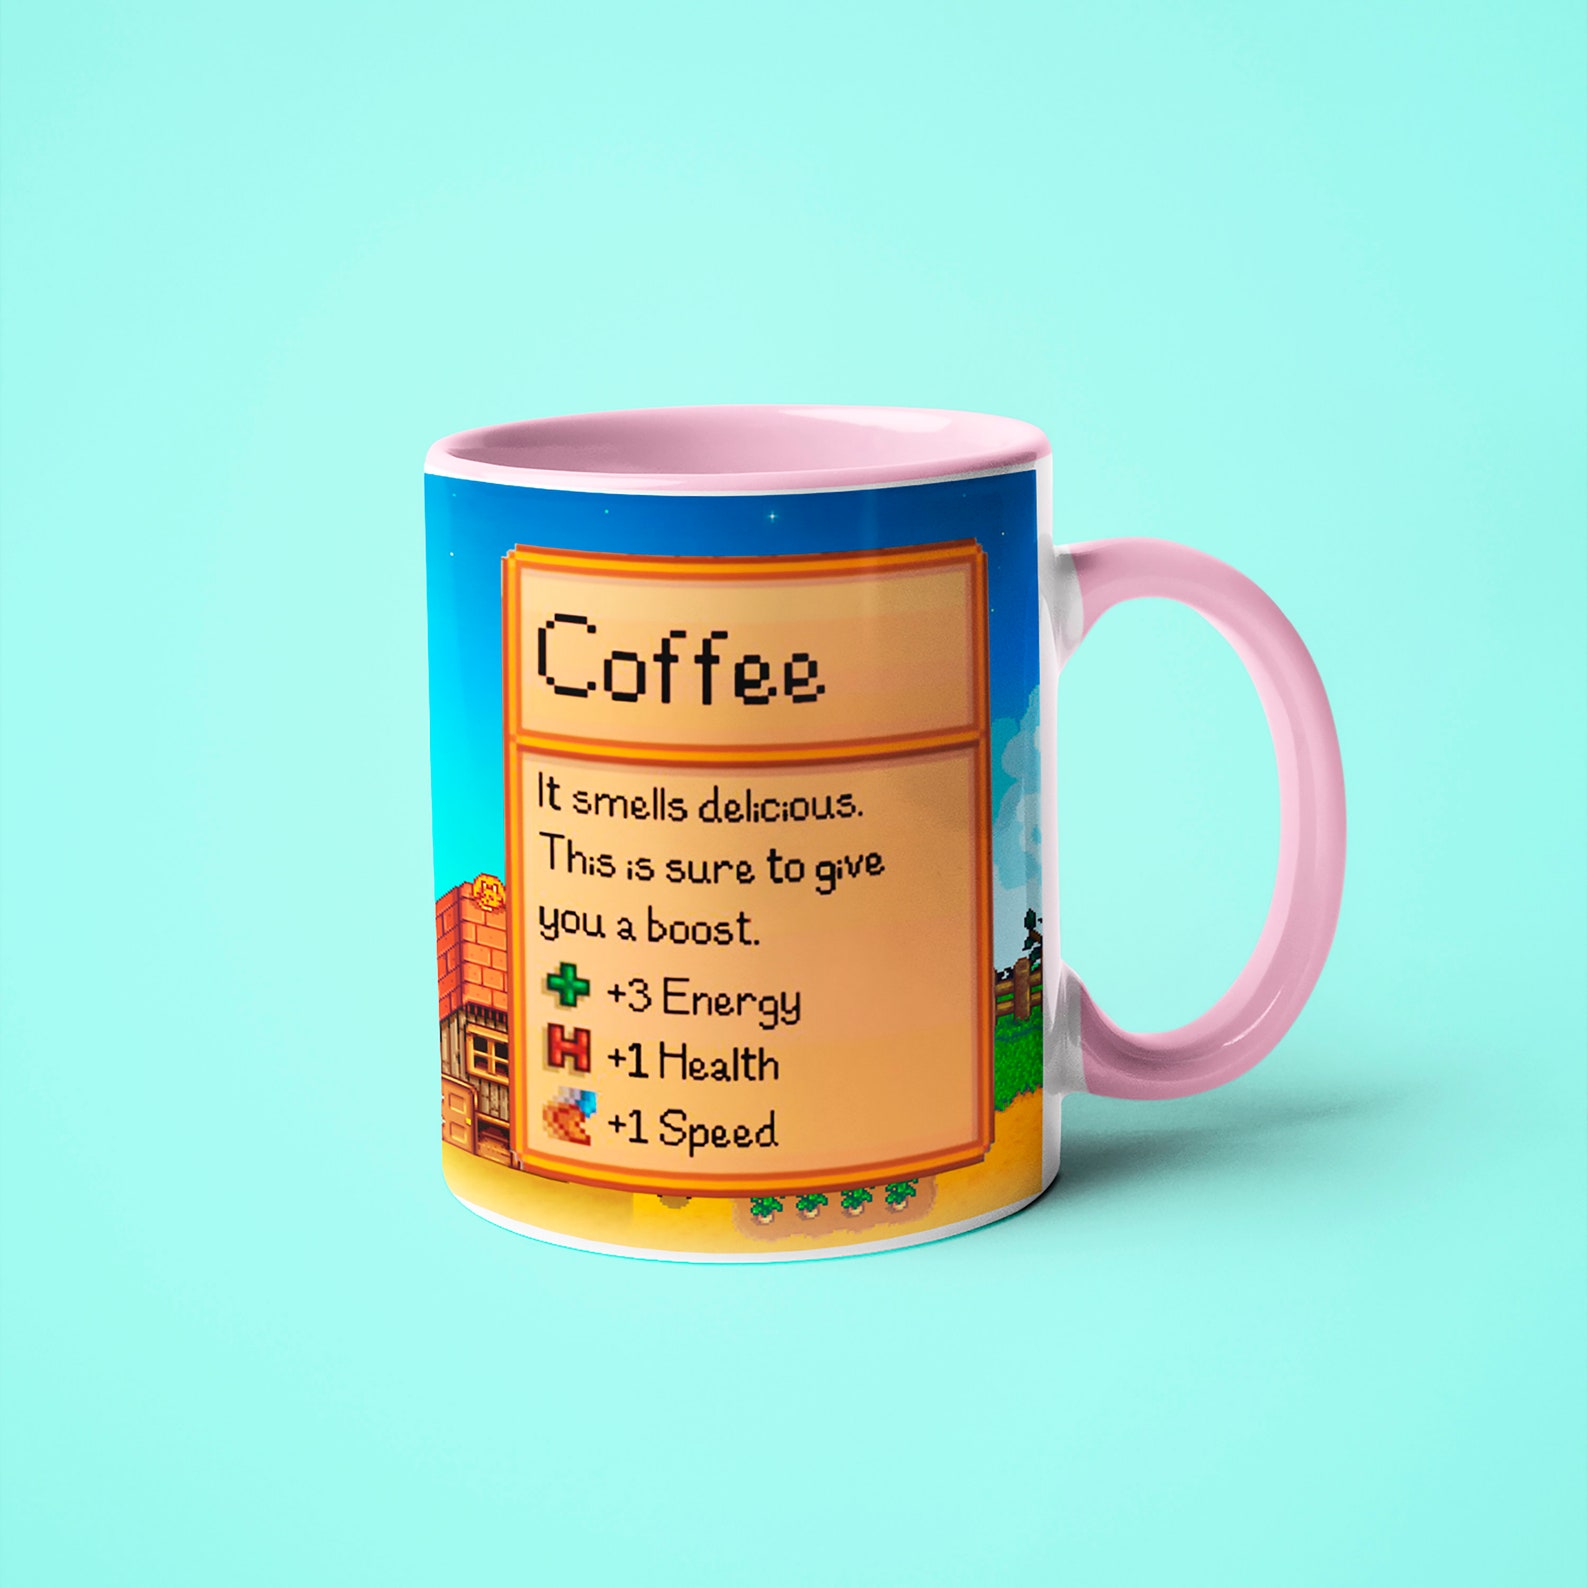 Coffee
It smells delicious.
This is sure to give
you a boost.
+3 Energy
+1 Health
+1 Speed